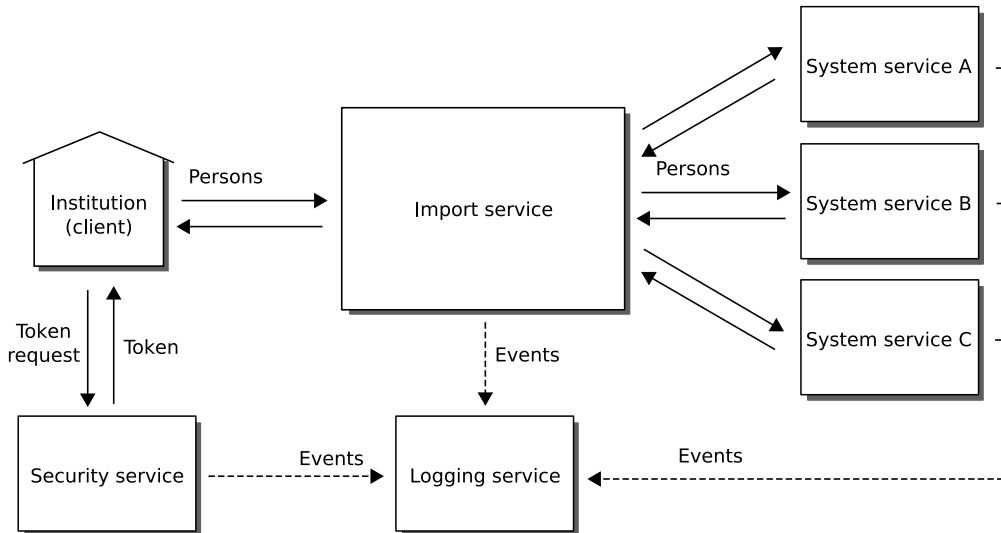 System service A
Persons
Persons
Institution
(client)
Import service
System service B
Token
request
Token
System service C
Events
Events
Events
Security service
Logging service